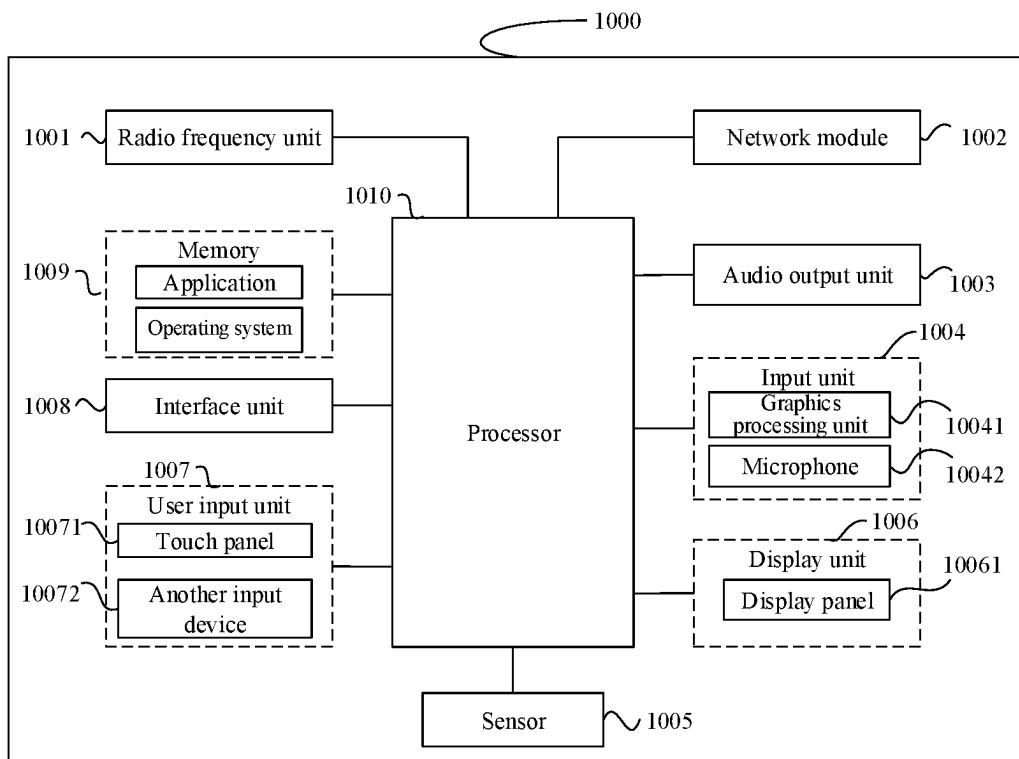 1000
1001
Radio frequency unit
Network module
1002
1010
Memory
1009
Application
Operating system
Audio output unit
1003
1004
Input unit
Graphics
processing unit
10041
Microphone
10042
1008
Interface unit
Processor
1007
User input unit
10071
Touch panel
10072
Another input
device
1006
Display unit
10061
Display panel
Sensor
1005